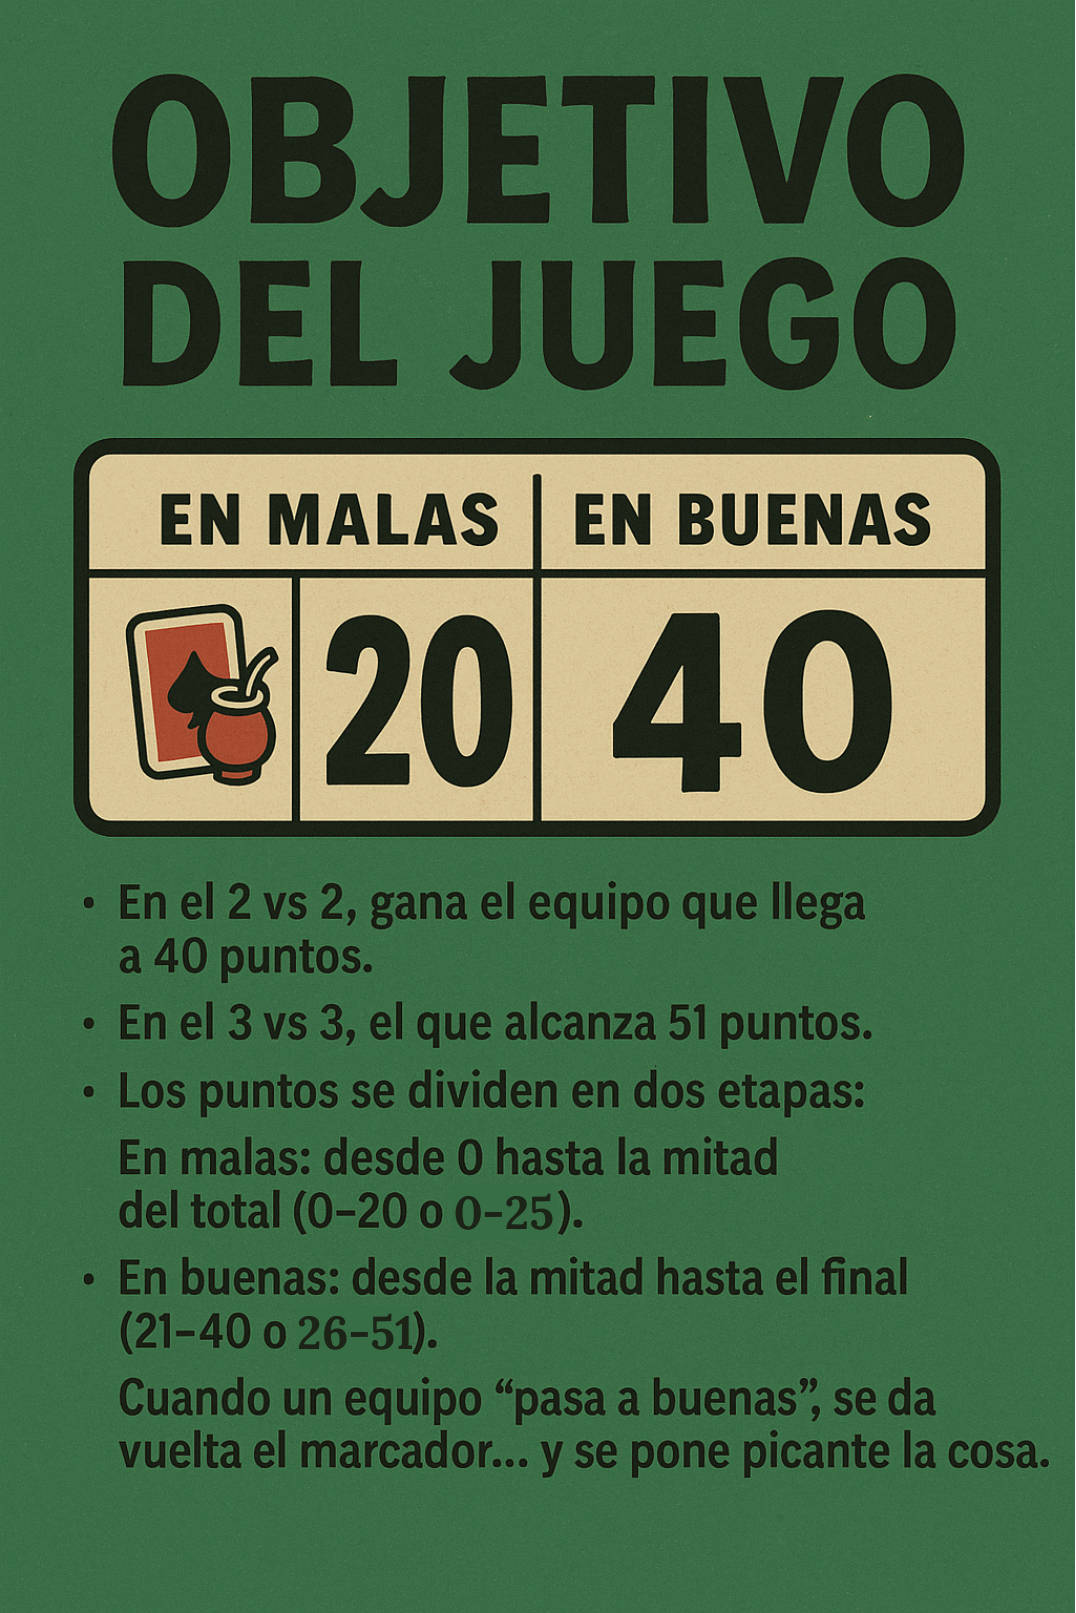 OBJETIVO
DEL JUEGO
EN MALAS
EN BUENAS
20
40
• En el 2 vs 2, gana el equipo que llega
a 40 puntos.
• En el 3 vs 3, el que alcanza 51 puntos.
• Los puntos se dividen en dos etapas:
En malas: desde 0 hasta la mitad
del total (0–20 o 0–25).
• En buenas: desde la mitad hasta el final
(21–40 o 26–51).
Cuando un equipo “pasa a buenas”, se da
vuelta el marcador... y se pone picante la cosa.